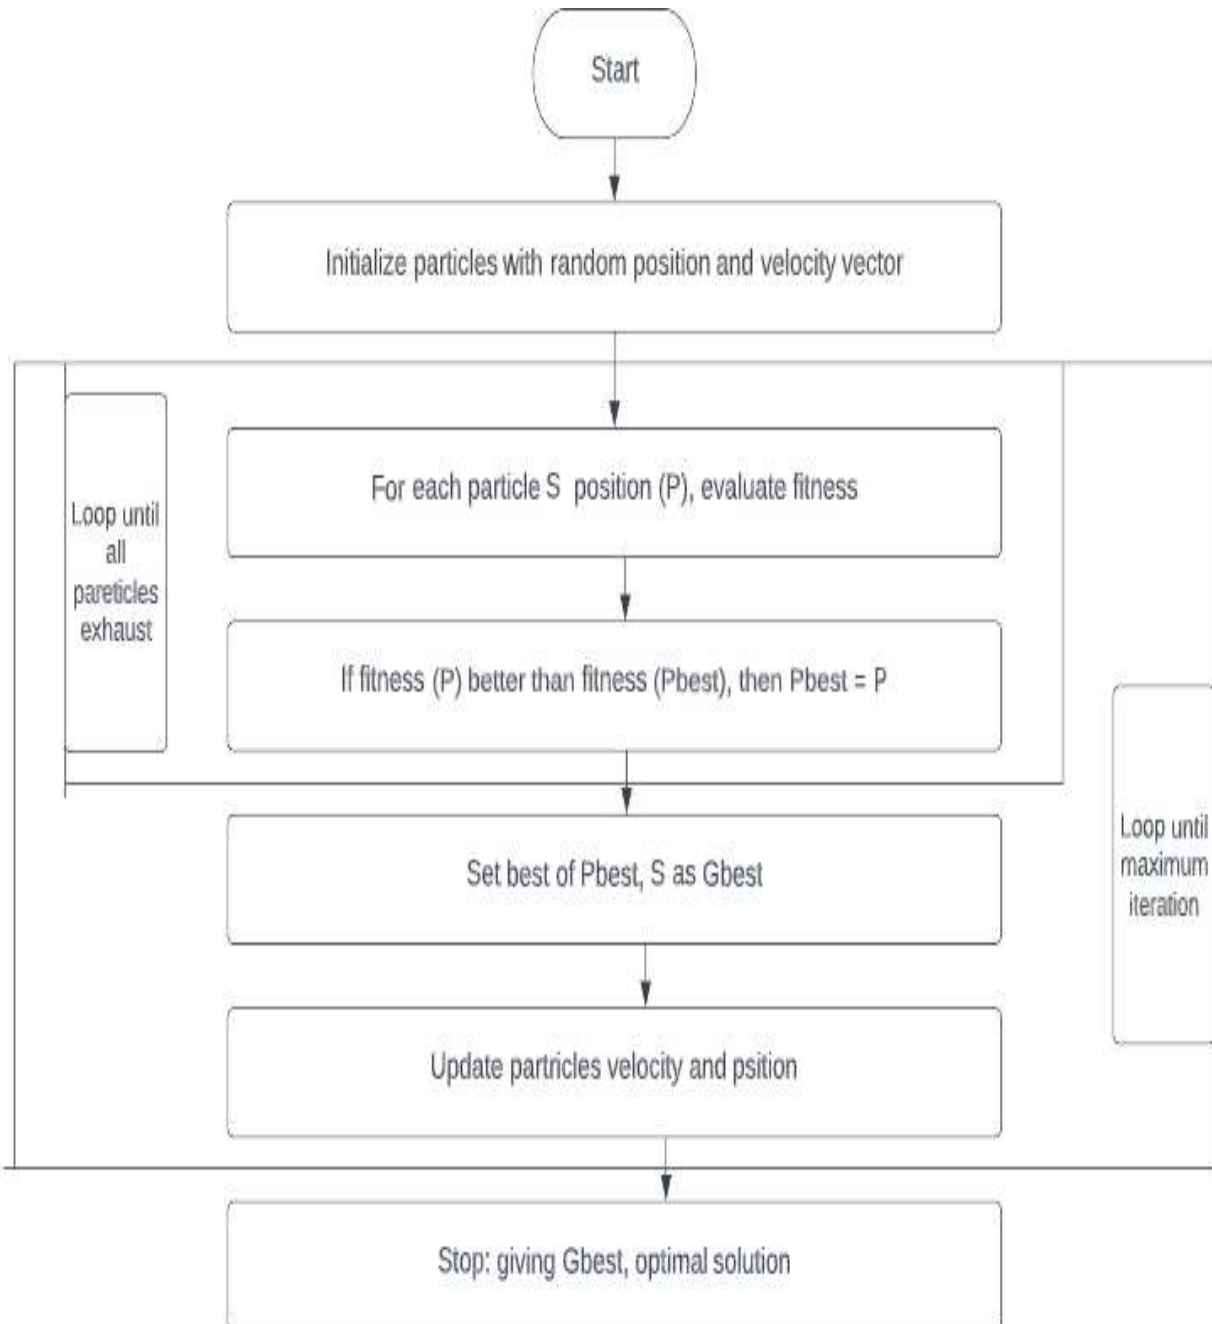 Start
Initialize particles with random position and velocity vector
For each particle S position (P), evaluate fitness
Loop until
all
pareticles
exhaust
If fitness (P) better than fitness (Pbest), then Pbest = P
Set best of Pbest, S as Gbest
Loop until
maximum
iteration
Update partricles velocity and psition
Stop: giving Gbest, optimal solution